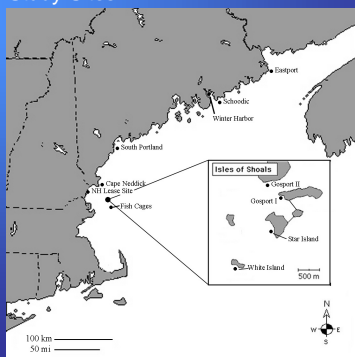 Eastport
Schoodic
Winter Harbor
South Portland
Isles of Shoals
Gosport II
Cape Neddick
NH Lease Site
Gosport I
Fish Cages
Star Island
White Island
500 m
N
W E
S
100 km
50 mi